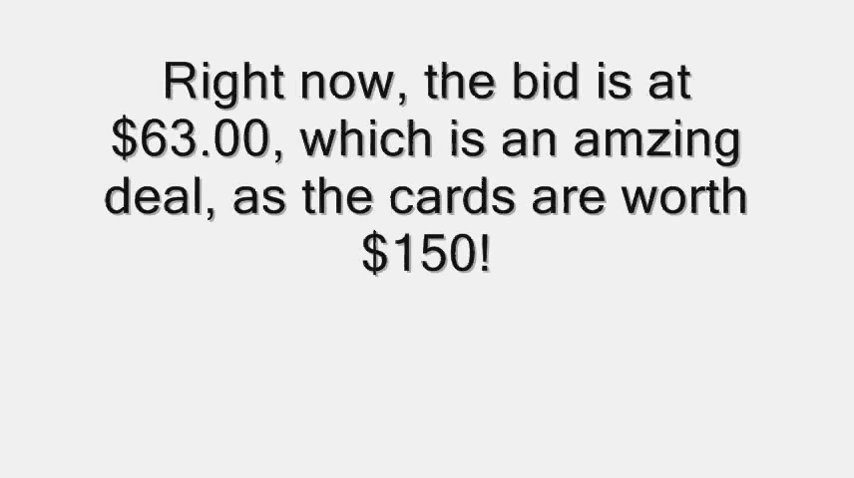 Right now, the bid is at
$63.00, which is an amzing
deal, as the cards are worth
$150!